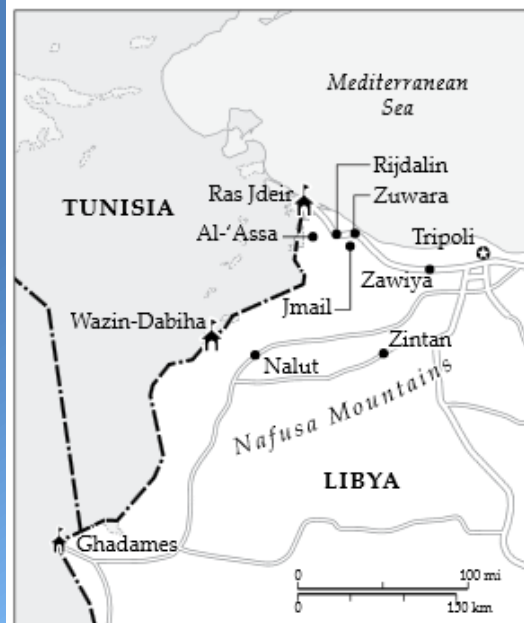 Mediterranean
Sea
Rijdalin
Ras Jdeir
Zuwara
TUNISIA
Al-‘Assa
Tripoli
Zawiya
Jmail
Wazin-Dabiha
Zintan
Nalut
Nafusa Mountains
LIBYA
Ghadames
0 100 mi
0 150 km